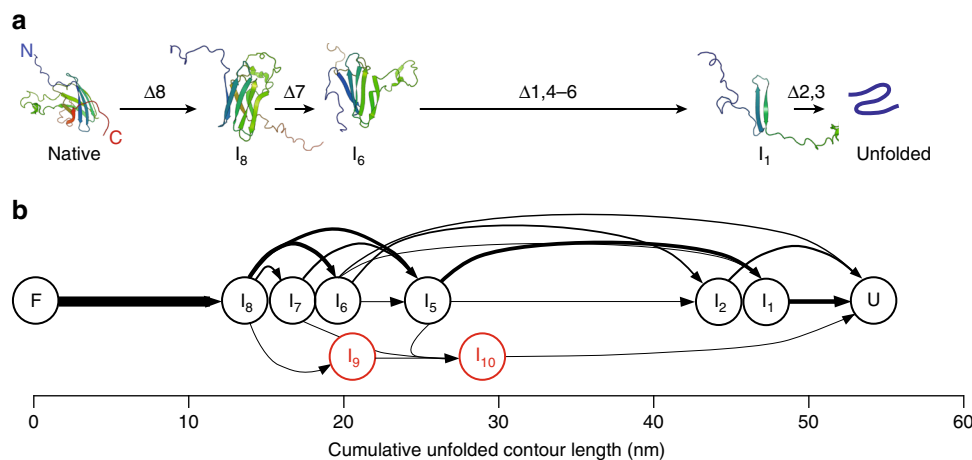 a
N
C
Δ8
Δ7
Δ1,4–6
Δ2,3
Native
I8
I6
I1
Unfolded
b
F
I8
I7
I6
I5
I2
I1
U
I9
I10
0
10
20
30
40
50
60
Cumulative unfolded contour length (nm)